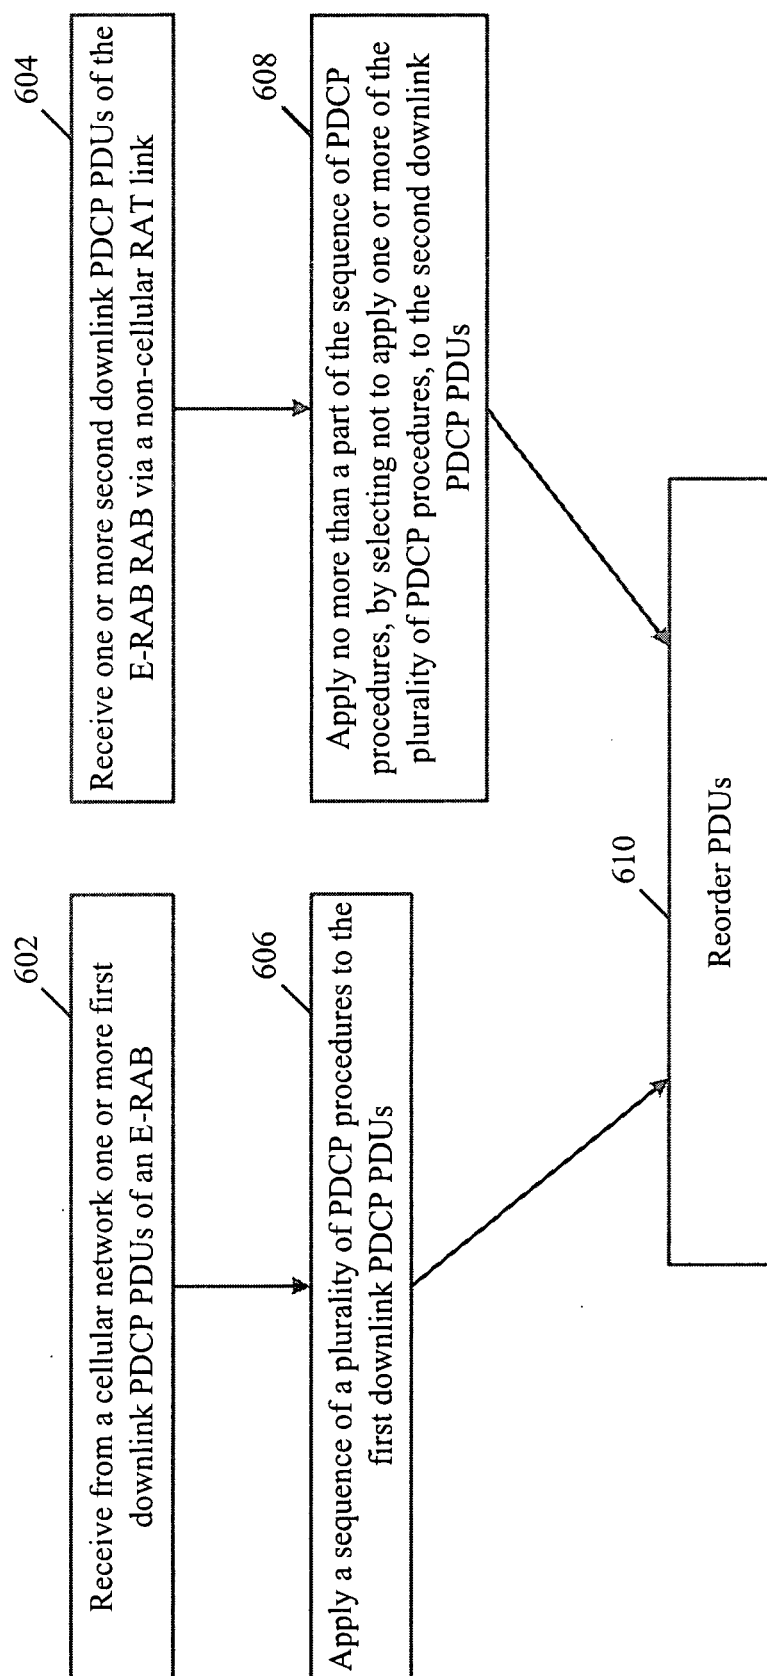 602
Receive from a cellular network one or more first
downlink PDCP PDUs of an E-RAB
604
Receive one or more second downlink PDCP PDUs of the
E-RAB RAB via a non-cellular RAT link
606
Apply a sequence of a plurality of PDCP procedures to the
first downlink PDCP PDUs
608
Apply no more than a part of the sequence of PDCP
procedures, by selecting not to apply one or more of the
plurality of PDCP procedures, to the second downlink
PDCP PDUs
610
Reorder PDUs